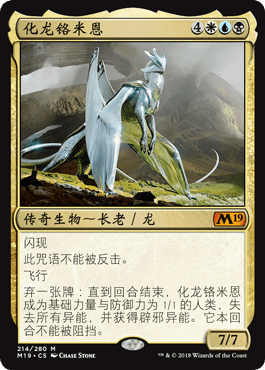 化龙铬米恩 4
M19
传奇生物～长老／龙
闪现
此咒语不能被反击。
飞行
弃一张牌：直到回合结束，化龙铬米恩
成为基础力量与防御力为 1/1 的人类，失
去所有异能，并获得辟邪异能。它本回
合不能被阻挡。
7/7
214/280 M
M19 • CS CHASE STONE
™ & © 2018 Wizards of the Coast